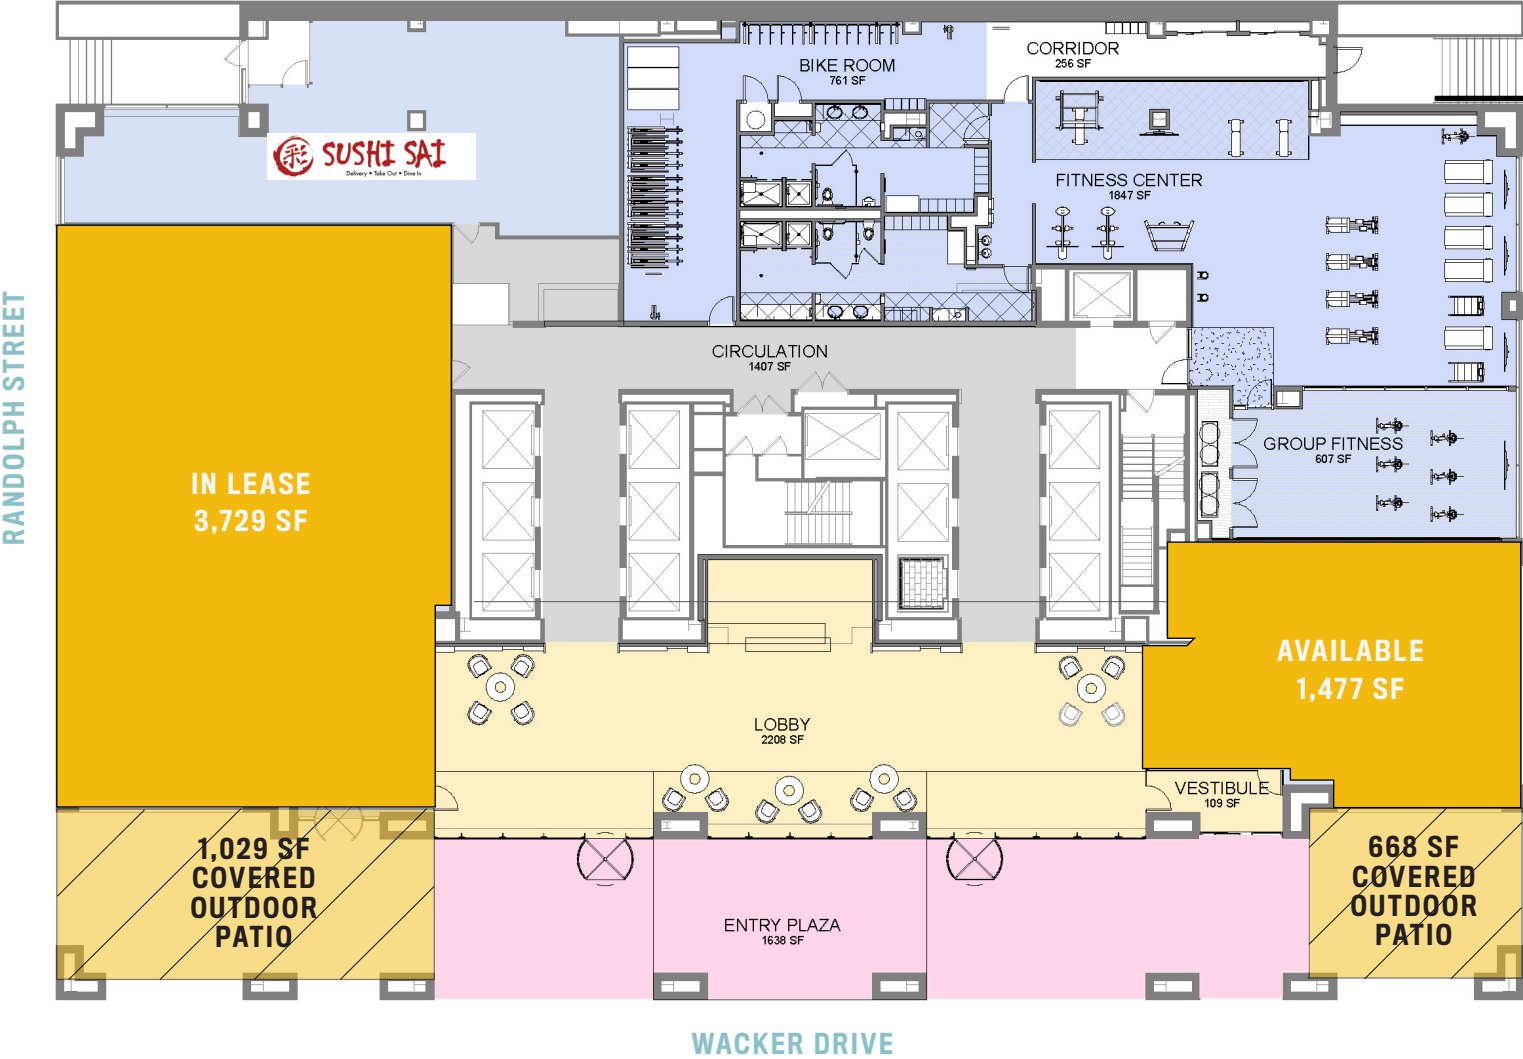 CORRIDOR
256 SF
BIKE ROOM
761 SF
彩 SUSHI SAI
Delivery • Take Out • Dine In
FITNESS CENTER
1847 SF
RANDOLPH STREET
CIRCULATION
1407 SF
GROUP FITNESS
607 SF
IN LEASE
3,729 SF
AVAILABLE
1,477 SF
LOBBY
2208 SF
VESTIBULE
109 SF
1,029 SF
COVERED
OUTDOOR
PATIO
668 SF
COVERED
OUTDOOR
PATIO
ENTRY PLAZA
1638 SF
WACKER DRIVE